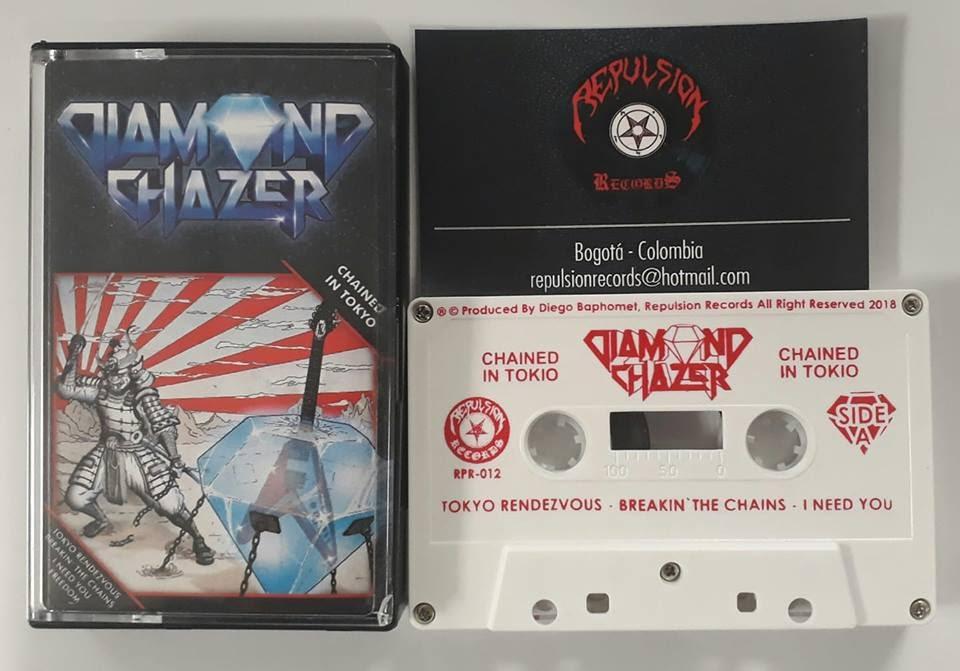 DIAMOND
CHAZER
CHAINED
IN TOKYO
TOKYO RENDEZVOUS
BREAKIN' THE CHAINS
I NEED YOU
FREEDOM
REPULSION
RECORDS
Bogotá - Colombia
repulsionrecords@hotmail.com
® © Produced By Diego Baphomet, Repulsion Records All Right Reserved 2018
CHAINED
IN TOKIO
DIAMOND
CHAZER
CHAINED
IN TOKIO
REPULSION
RECORDS
RPR-012
SIDE
A
100 50 0
TOKYO RENDEZVOUS - BREAKIN' THE CHAINS - I NEED YOU